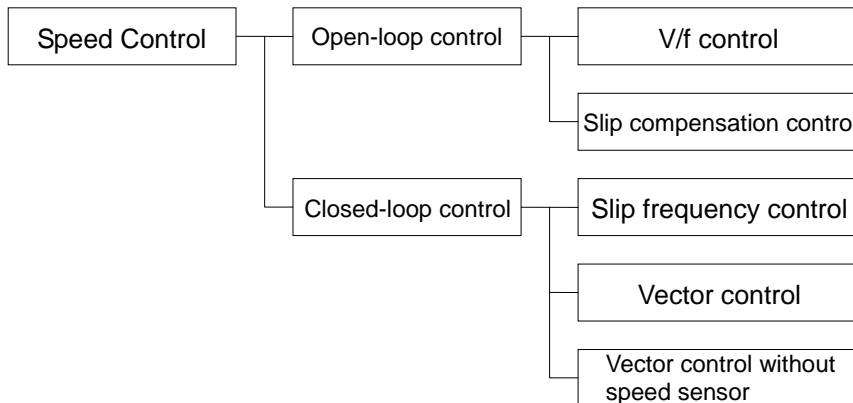 Speed Control
Open-loop control
V/f control
Slip compensation contro
Closed-loop control
Slip frequency control
Vector control
Vector control without
speed sensor